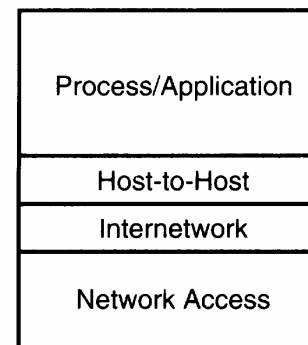 Process/Application
Host-to-Host
Internetwork
Network Access